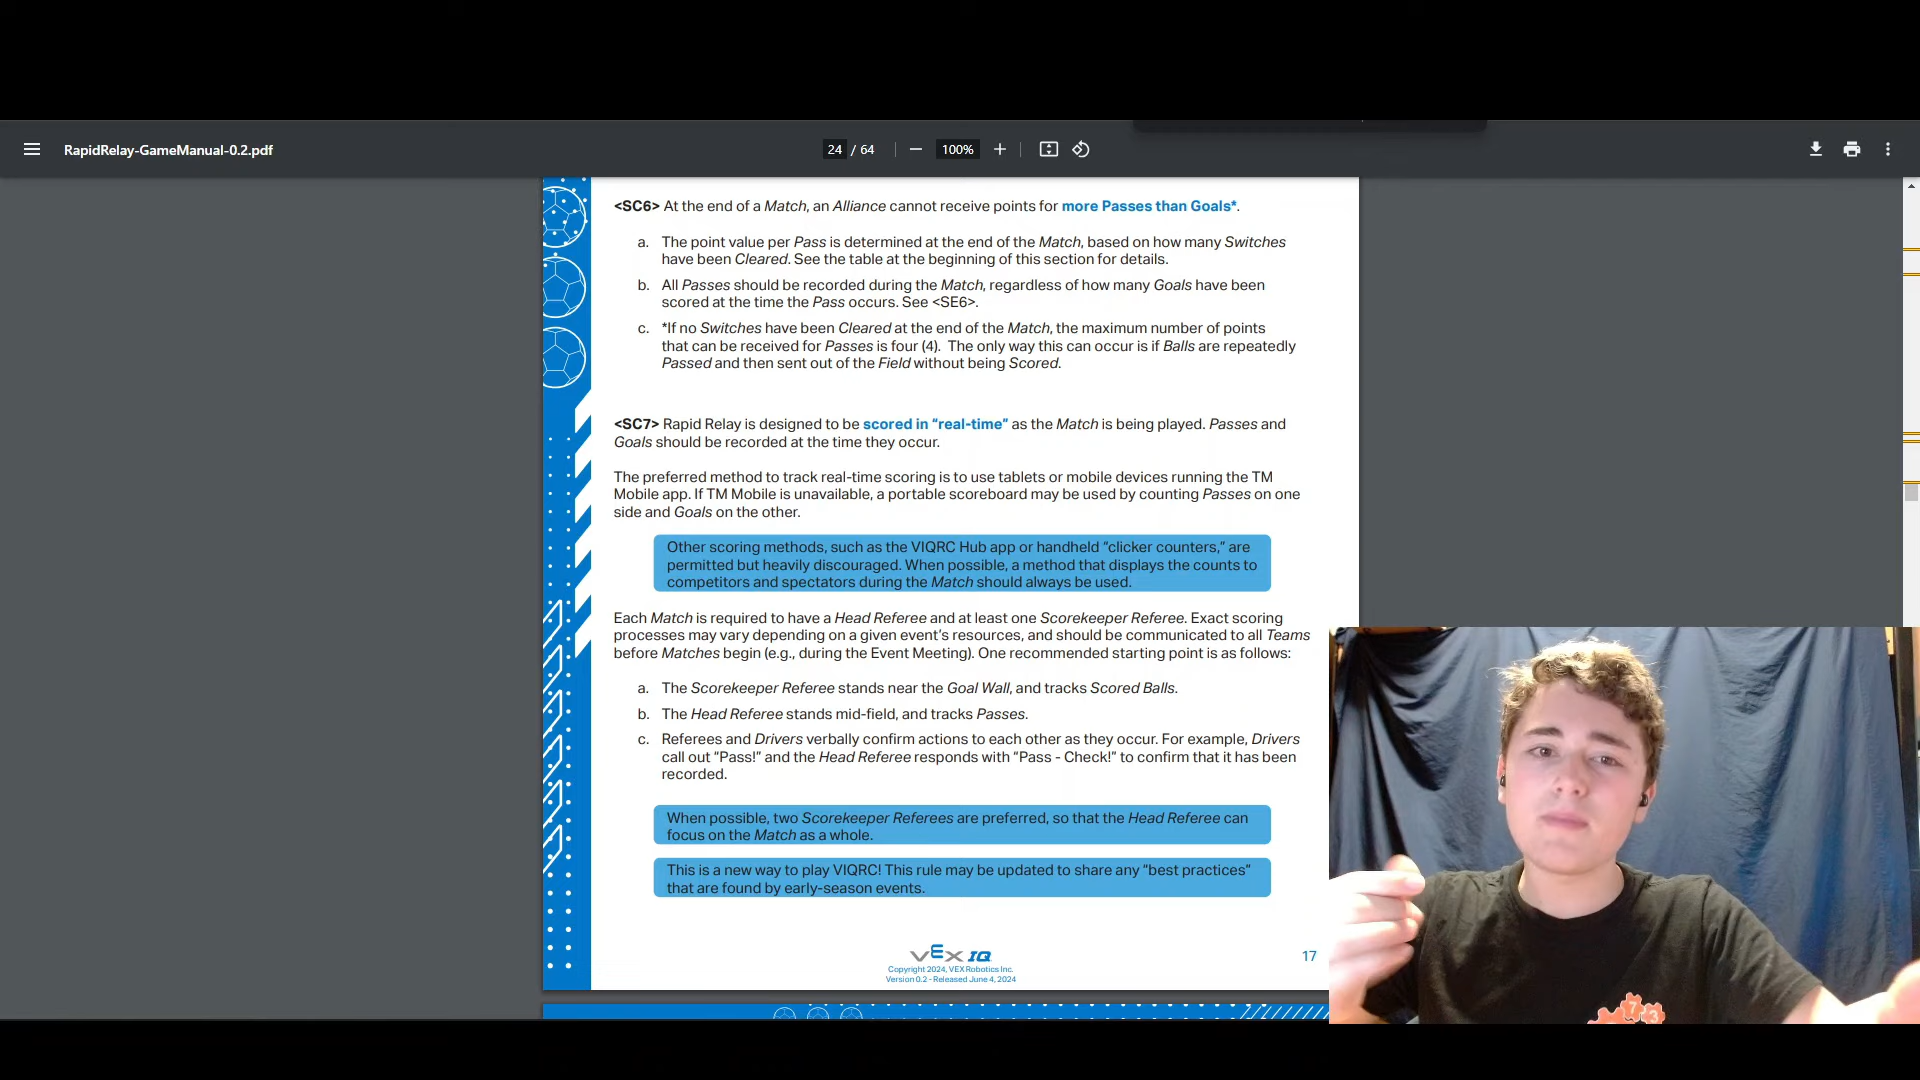 RapidRelay-GameManual-0.2.pdf
24 / 64
100%
<SC6> At the end of a Match, an Alliance cannot receive points for more Passes than Goals*.
a. The point value per Pass is determined at the end of the Match, based on how many Switches
have been Cleared. See the table at the beginning of this section for details.
b. All Passes should be recorded during the Match, regardless of how many Goals have been
scored at the time the Pass occurs. See <SE6>.
c. *If no Switches have been Cleared at the end of the Match, the maximum number of points
that can be received for Passes is four (4). The only way this can occur is if Balls are repeatedly
Passed and then sent out of the Field without being Scored.
<SC7> Rapid Relay is designed to be scored in “real-time” as the Match is being played. Passes and
Goals should be recorded at the time they occur.
The preferred method to track real-time scoring is to use tablets or mobile devices running the TM
Mobile app. If TM Mobile is unavailable, a portable scoreboard may be used by counting Passes on one
side and Goals on the other.
Other scoring methods, such as the VIQRC Hub app or handheld “clicker counters,” are
permitted but heavily discouraged. When possible, a method that displays the counts to
competitors and spectators during the Match should always be used.
Each Match is required to have a Head Referee and at least one Scorekeeper Referee. Exact scoring
processes may vary depending on a given event’s resources, and should be communicated to all Teams
before Matches begin (e.g., during the Event Meeting). One recommended starting point is as follows:
a. The Scorekeeper Referee stands near the Goal Wall, and tracks Scored Balls.
b. The Head Referee stands mid-field, and tracks Passes.
c. Referees and Drivers verbally confirm actions to each other as they occur. For example, Drivers
call out “Pass!” and the Head Referee responds with “Pass - Check!” to confirm that it has been
recorded.
When possible, two Scorekeeper Referees are preferred, so that the Head Referee can
focus on the Match as a whole.
This is a new way to play VIQRC! This rule may be updated to share any “best practices”
that are found by early-season events.
VEX IQ
Copyright 2024, VEX Robotics Inc.
Version 0.2 - Released June 4, 2024
17
7
3